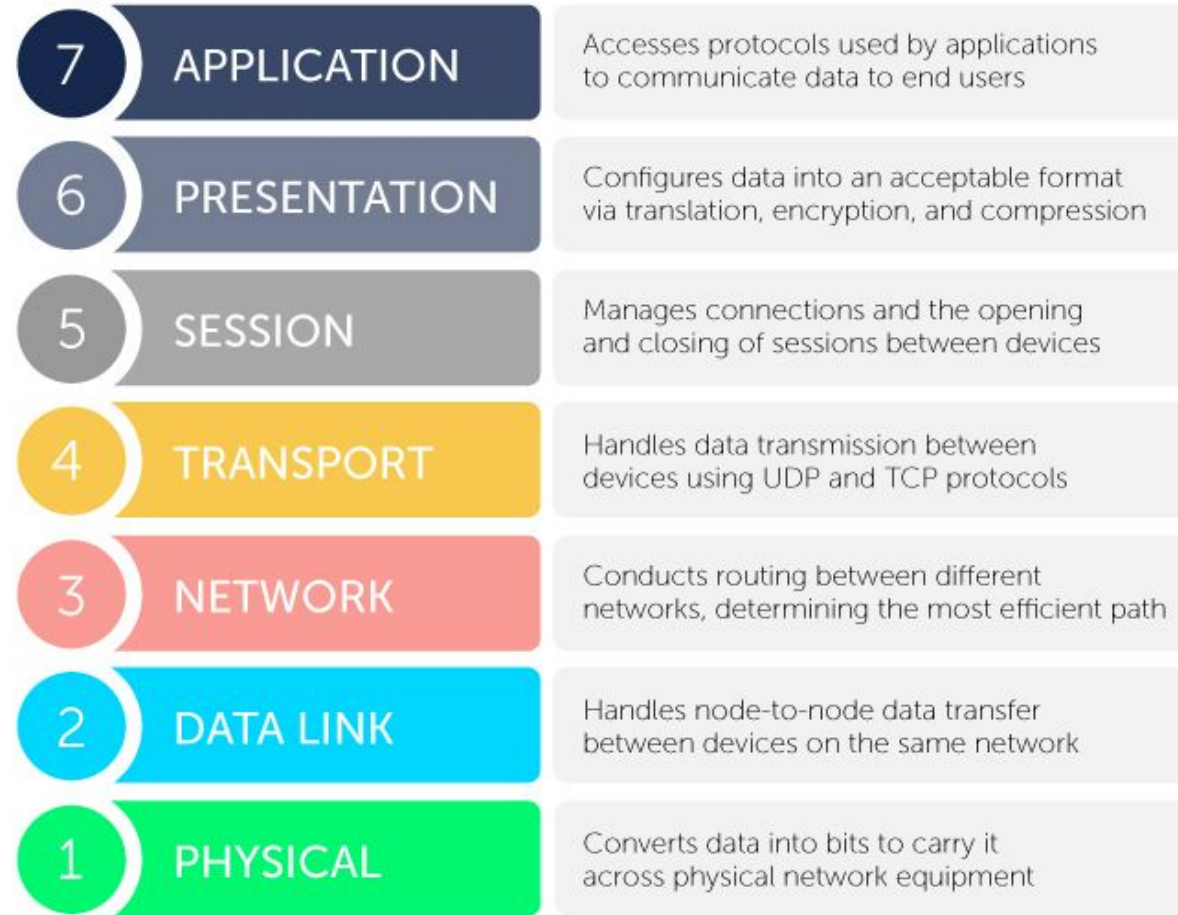 7 APPLICATION
Accesses protocols used by applications
to communicate data to end users
6 PRESENTATION
Configures data into an acceptable format
via translation, encryption, and compression
5 SESSION
Manages connections and the opening
and closing of sessions between devices
4 TRANSPORT
Handles data transmission between
devices using UDP and TCP protocols
3 NETWORK
Conducts routing between different
networks, determining the most efficient path
2 DATA LINK
Handles node-to-node data transfer
between devices on the same network
1 PHYSICAL
Converts data into bits to carry it
across physical network equipment